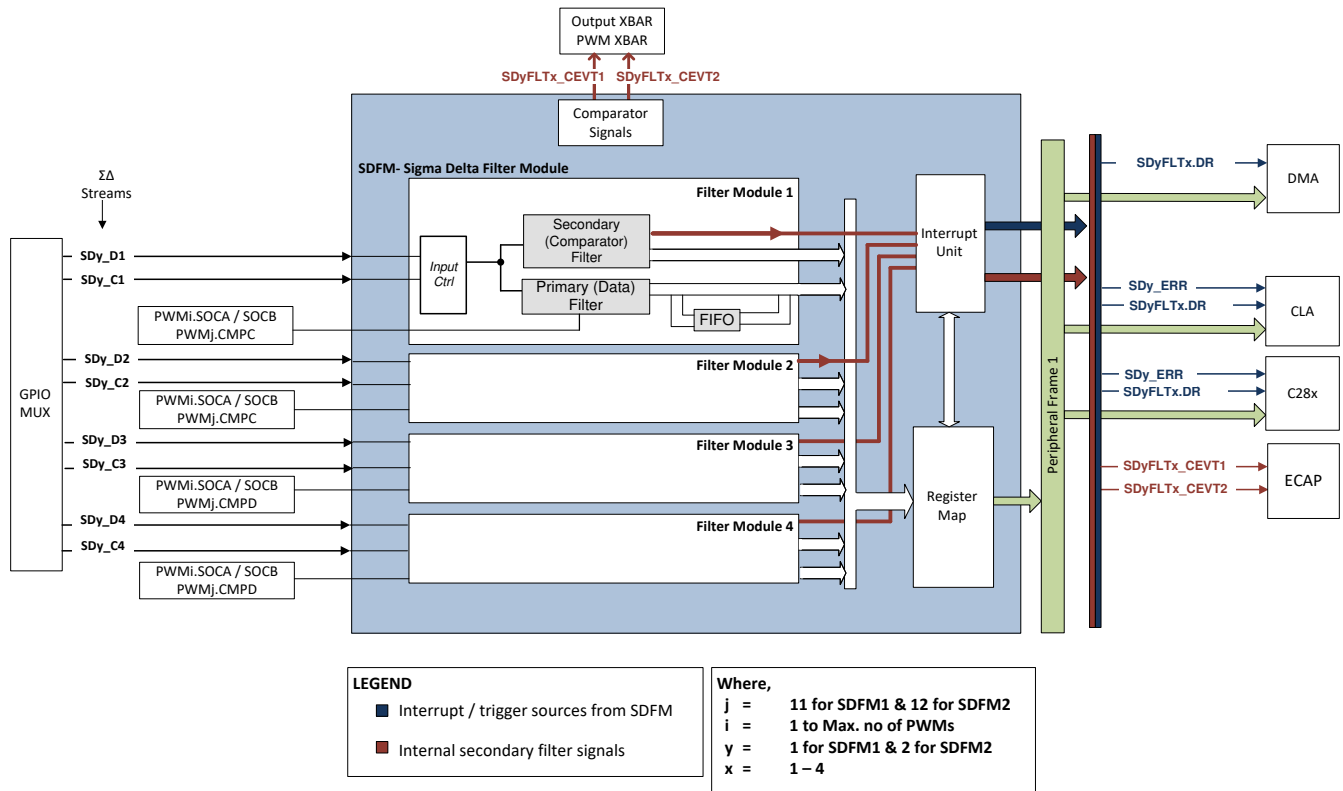 Output XBAR
PWM XBAR
SDyFLTx_CEVT1
SDyFLTx_CEVT2
Comparator
Signals
SDFM- Sigma Delta Filter Module
ΣΔ
Streams
GPIO
MUX
SDy_D1
SDy_C1
PWMi.SOCA / SOCB
PWMj.CMPC
SDy_D2
SDy_C2
PWMi.SOCA / SOCB
PWMj.CMPC
SDy_D3
SDy_C3
PWMi.SOCA / SOCB
PWMj.CMPD
SDy_D4
SDy_C4
PWMi.SOCA / SOCB
PWMj.CMPD
Filter Module 1
Input
Ctrl
Secondary
(Comparator)
Filter
Primary (Data)
Filter
FIFO
Filter Module 2
Filter Module 3
Filter Module 4
Interrupt
Unit
Register
Map
Peripheral Frame 1
SDyFLTx.DR
DMA
SDy_ERR
SDyFLTx.DR
CLA
SDy_ERR
SDyFLTx.DR
C28x
SDyFLTx_CEVT1
SDyFLTx_CEVT2
ECAP
LEGEND
Interrupt / trigger sources from SDFM
Internal secondary filter signals
Where,
j = 11 for SDFM1 & 12 for SDFM2
i = 1 to Max. no of PWMs
y = 1 for SDFM1 & 2 for SDFM2
x = 1 – 4